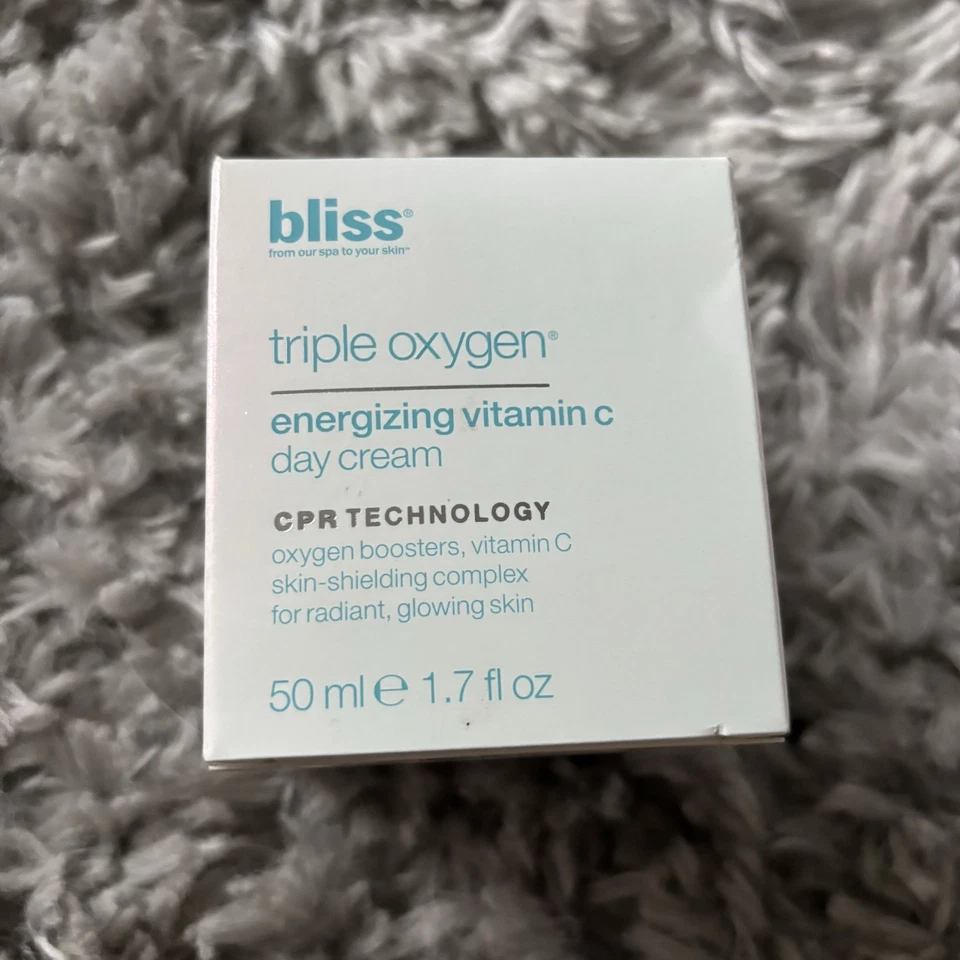 bliss®
from our spa to your skin™
triple oxygen®
energizing vitamin c
day cream
CPR TECHNOLOGY
oxygen boosters, vitamin C
skin-shielding complex
for radiant, glowing skin
50 ml ℮ 1.7 fl oz